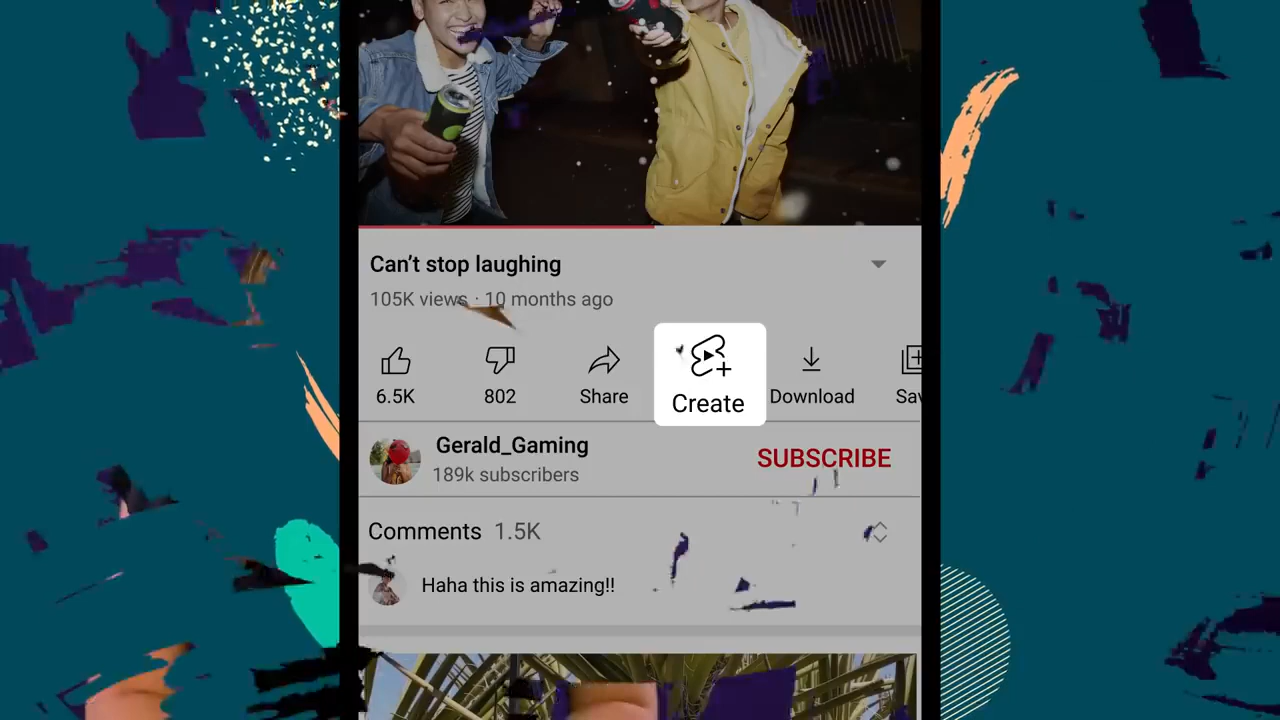 Can't stop laughing
105K views · 10 months ago
6.5K
802
Share
Create
Download
Sav
Gerald_Gaming
189k subscribers
SUBSCRIBE
Comments 1.5K
Haha this is amazing!!